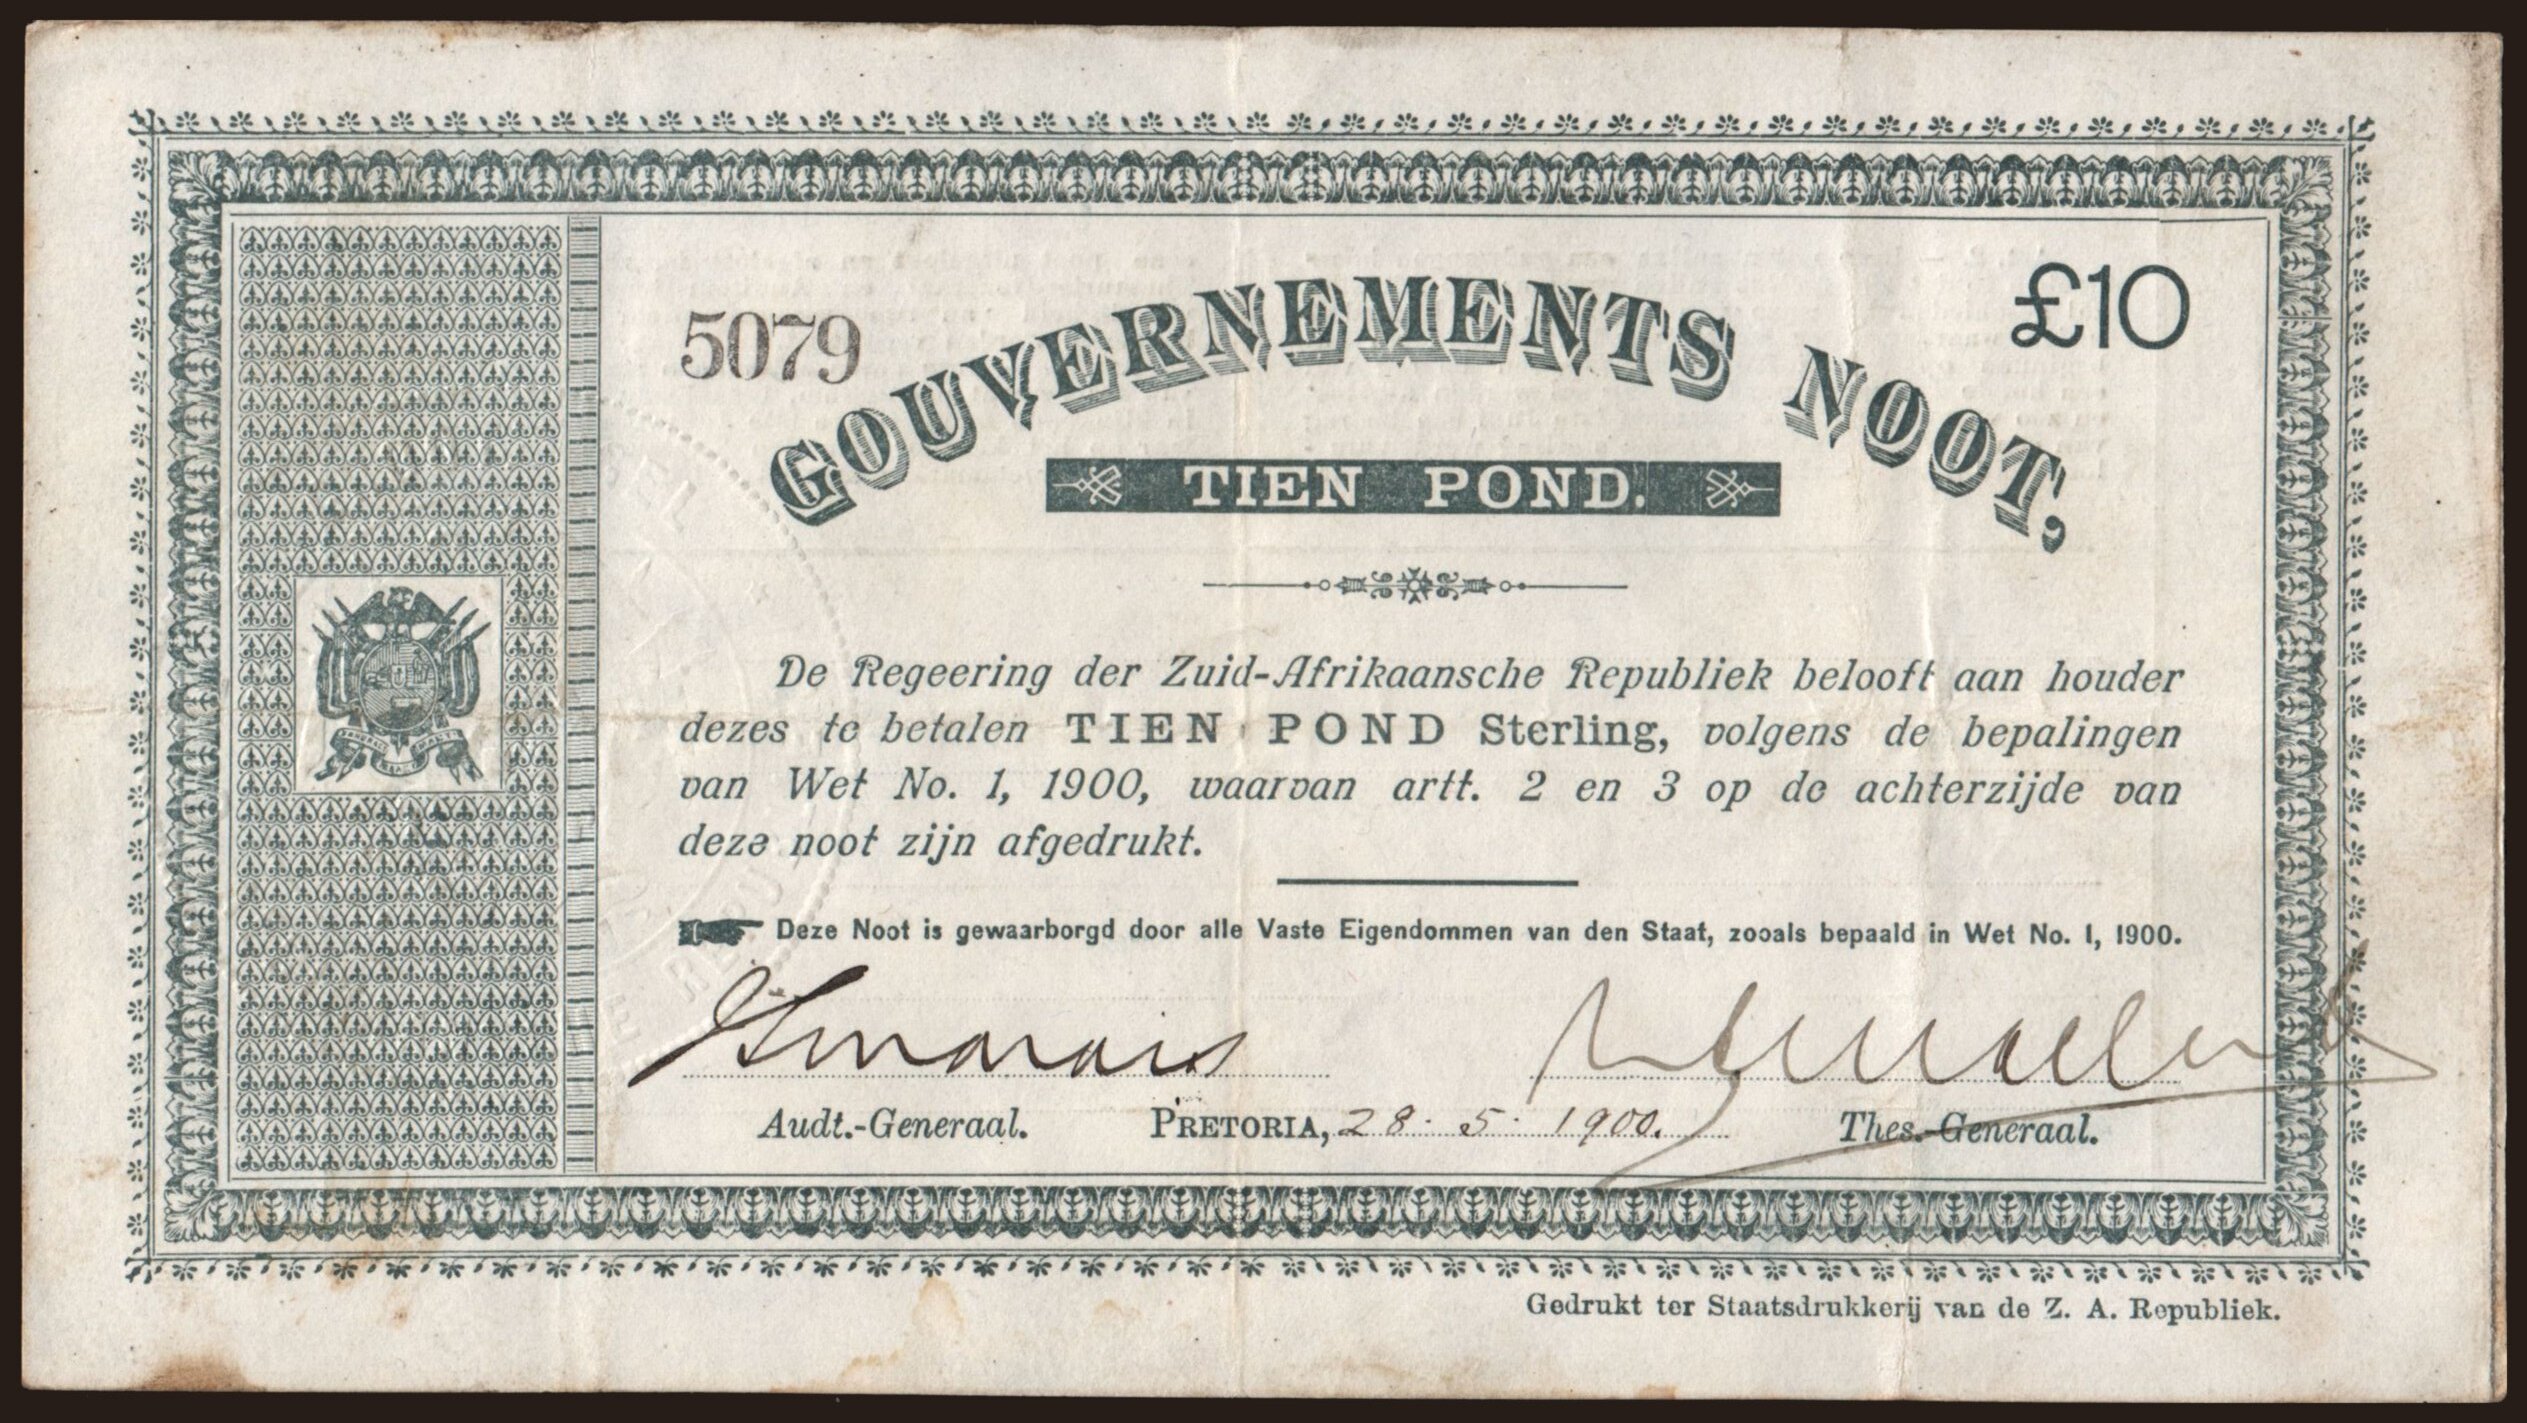 5079
£10
GOUVERNEMENTS NOOT,
TIEN POND.
De Regeering der Zuid-Afrikaansche Republiek belooft aan houder
dezes te betalen TIEN POND Sterling, volgens de bepalingen
van Wet No. 1, 1900, waarvan artt. 2 en 3 op de achterzijde van
deze noot zijn afgedrukt.
Deze Noot is gewaarborgd door alle Vaste Eigendommen van den Staat, zooals bepaald in Wet No. 1, 1900.
Audt.-Generaal. PRETORIA, 28. 5. 1900. Thes.-Generaal.
Gedrukt ter Staatsdrukkerij van de Z. A. Republiek.